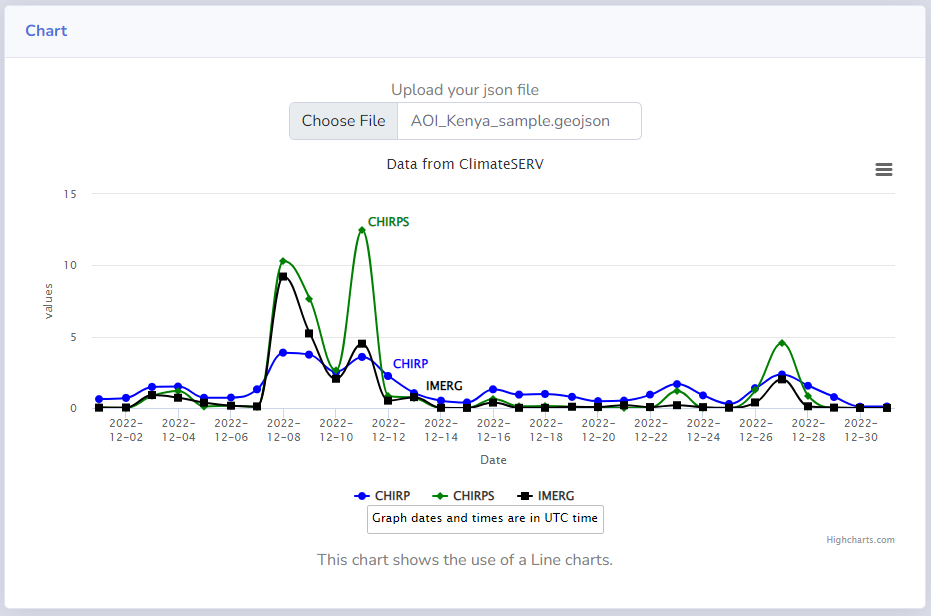 Chart
Upload your json file
Choose File AOI_Kenya_sample.geojson
Data from ClimateSERV
15
10
5
0
values
CHIRPS
CHIRP
IMERG
2022-12-02
2022-12-04
2022-12-06
2022-12-08
2022-12-10
2022-12-12
2022-12-14
2022-12-16
2022-12-18
2022-12-20
2022-12-22
2022-12-24
2022-12-26
2022-12-28
2022-12-30
Date
CHIRP CHIRPS IMERG
Graph dates and times are in UTC time
Highcharts.com
This chart shows the use of a Line charts.